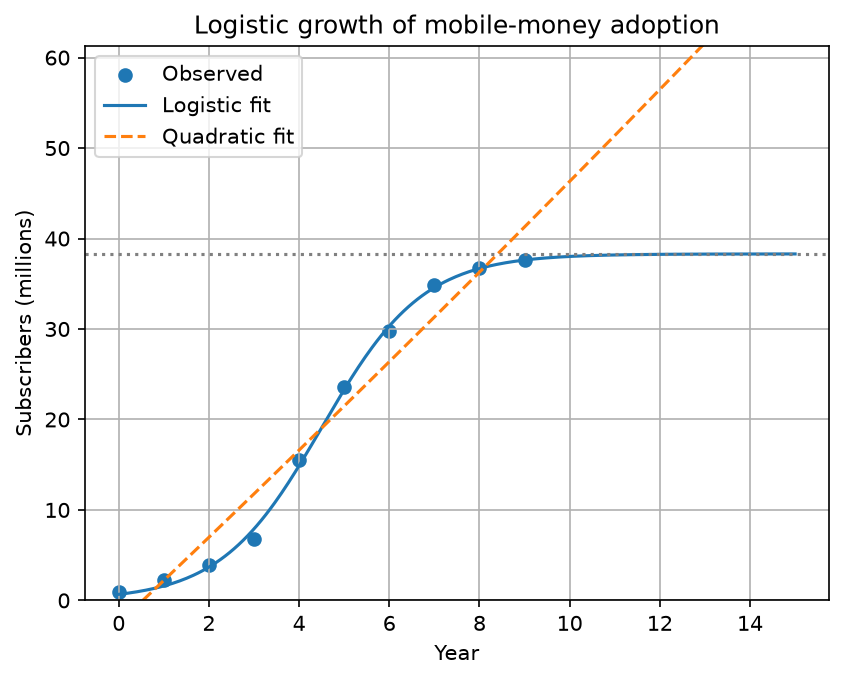 Logistic growth of mobile-money adoption
Observed
Logistic fit
Quadratic fit
60
50
40
30
20
10
0
Subscribers (millions)
0 2 4 6 8 10 12 14
Year